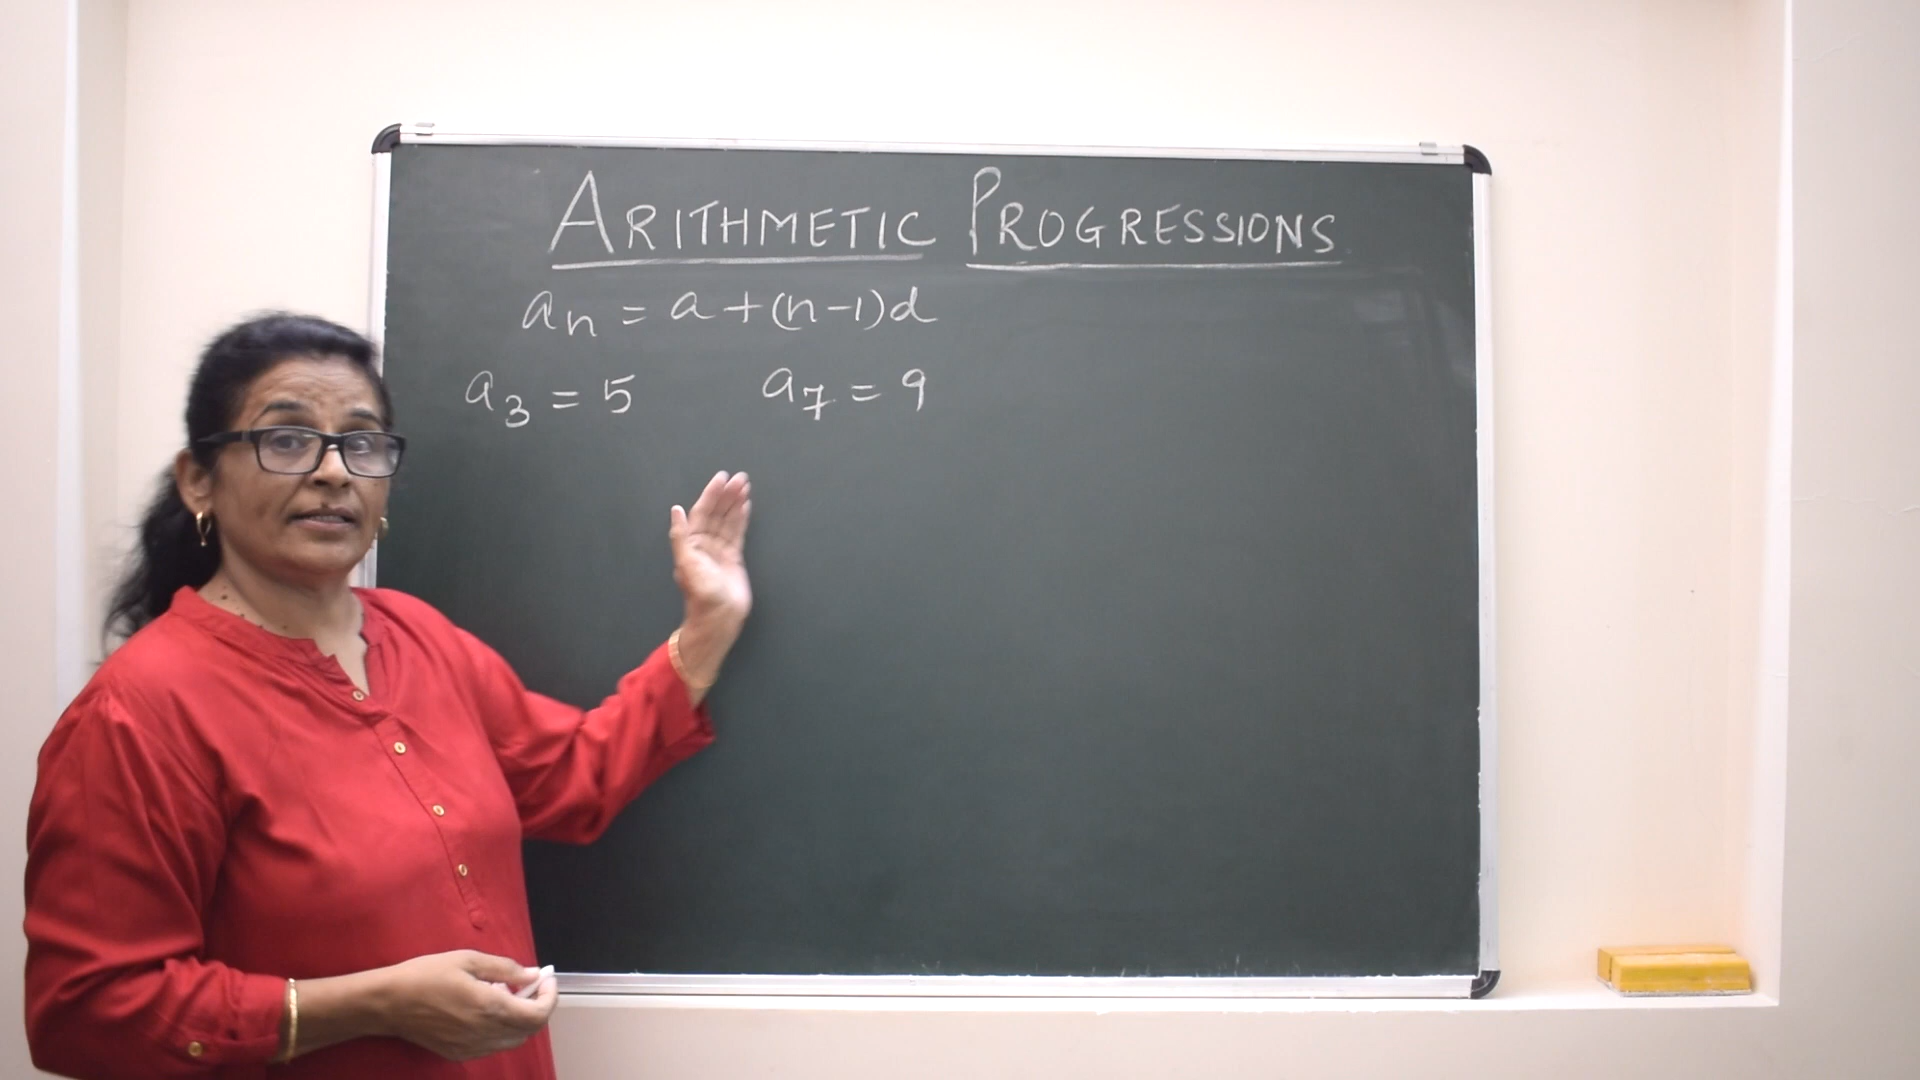 ARITHMETIC PROGRESSIONS
aₙ = a + (n-1)d
a₃ = 5 a₇ = 9